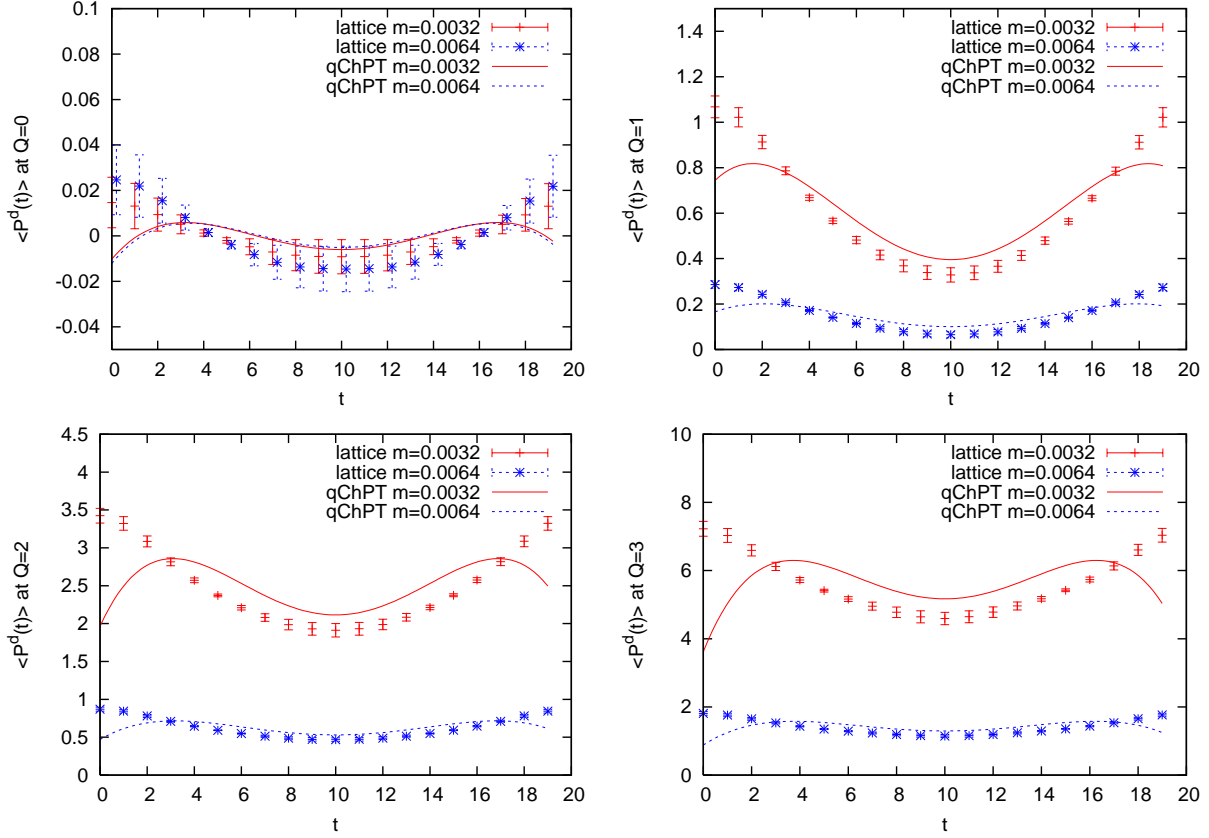 <P^d(t)> at Q=0
0.1
0.08
0.06
0.04
0.02
0
-0.02
-0.04
0 2 4 6 8 10 12 14 16 18 20
t
lattice m=0.0032
lattice m=0.0064
qChPT m=0.0032
qChPT m=0.0064
<P^d(t)> at Q=1
1.4
1.2
1
0.8
0.6
0.4
0.2
0
0 2 4 6 8 10 12 14 16 18 20
t
lattice m=0.0032
lattice m=0.0064
qChPT m=0.0032
qChPT m=0.0064
<P^d(t)> at Q=2
4.5
4
3.5
3
2.5
2
1.5
1
0.5
0
0 2 4 6 8 10 12 14 16 18 20
t
lattice m=0.0032
lattice m=0.0064
qChPT m=0.0032
qChPT m=0.0064
<P^d(t)> at Q=3
10
8
6
4
2
0
0 2 4 6 8 10 12 14 16 18 20
t
lattice m=0.0032
lattice m=0.0064
qChPT m=0.0032
qChPT m=0.0064